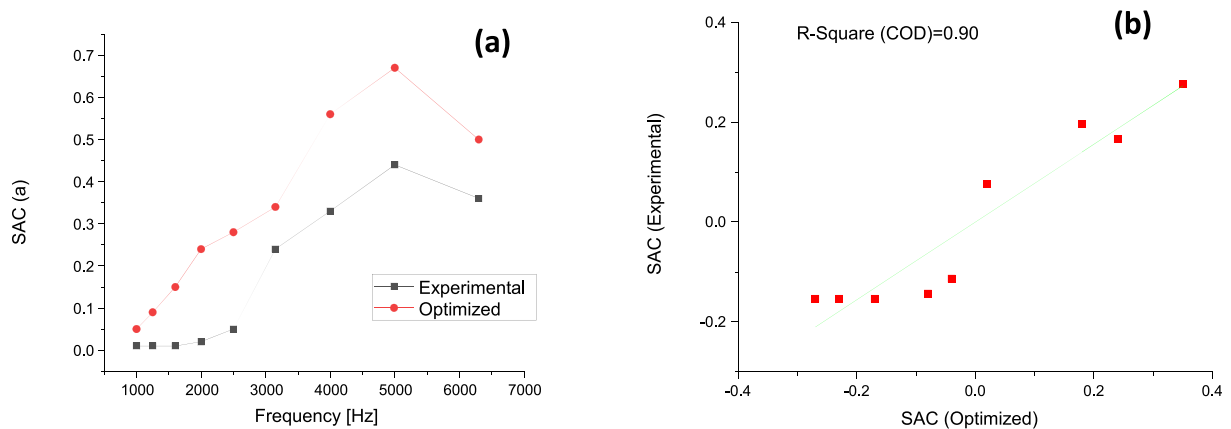 (a)
0.7
0.6
0.5
0.4
0.3
0.2
0.1
0.0
SAC (a)
Experimental
Optimized
1000 2000 3000 4000 5000 6000 7000
Frequency [Hz]
(b)
R-Square (COD)=0.90
0.4
0.2
0.0
-0.2
SAC (Experimental)
-0.4 -0.2 0.0 0.2 0.4
SAC (Optimized)